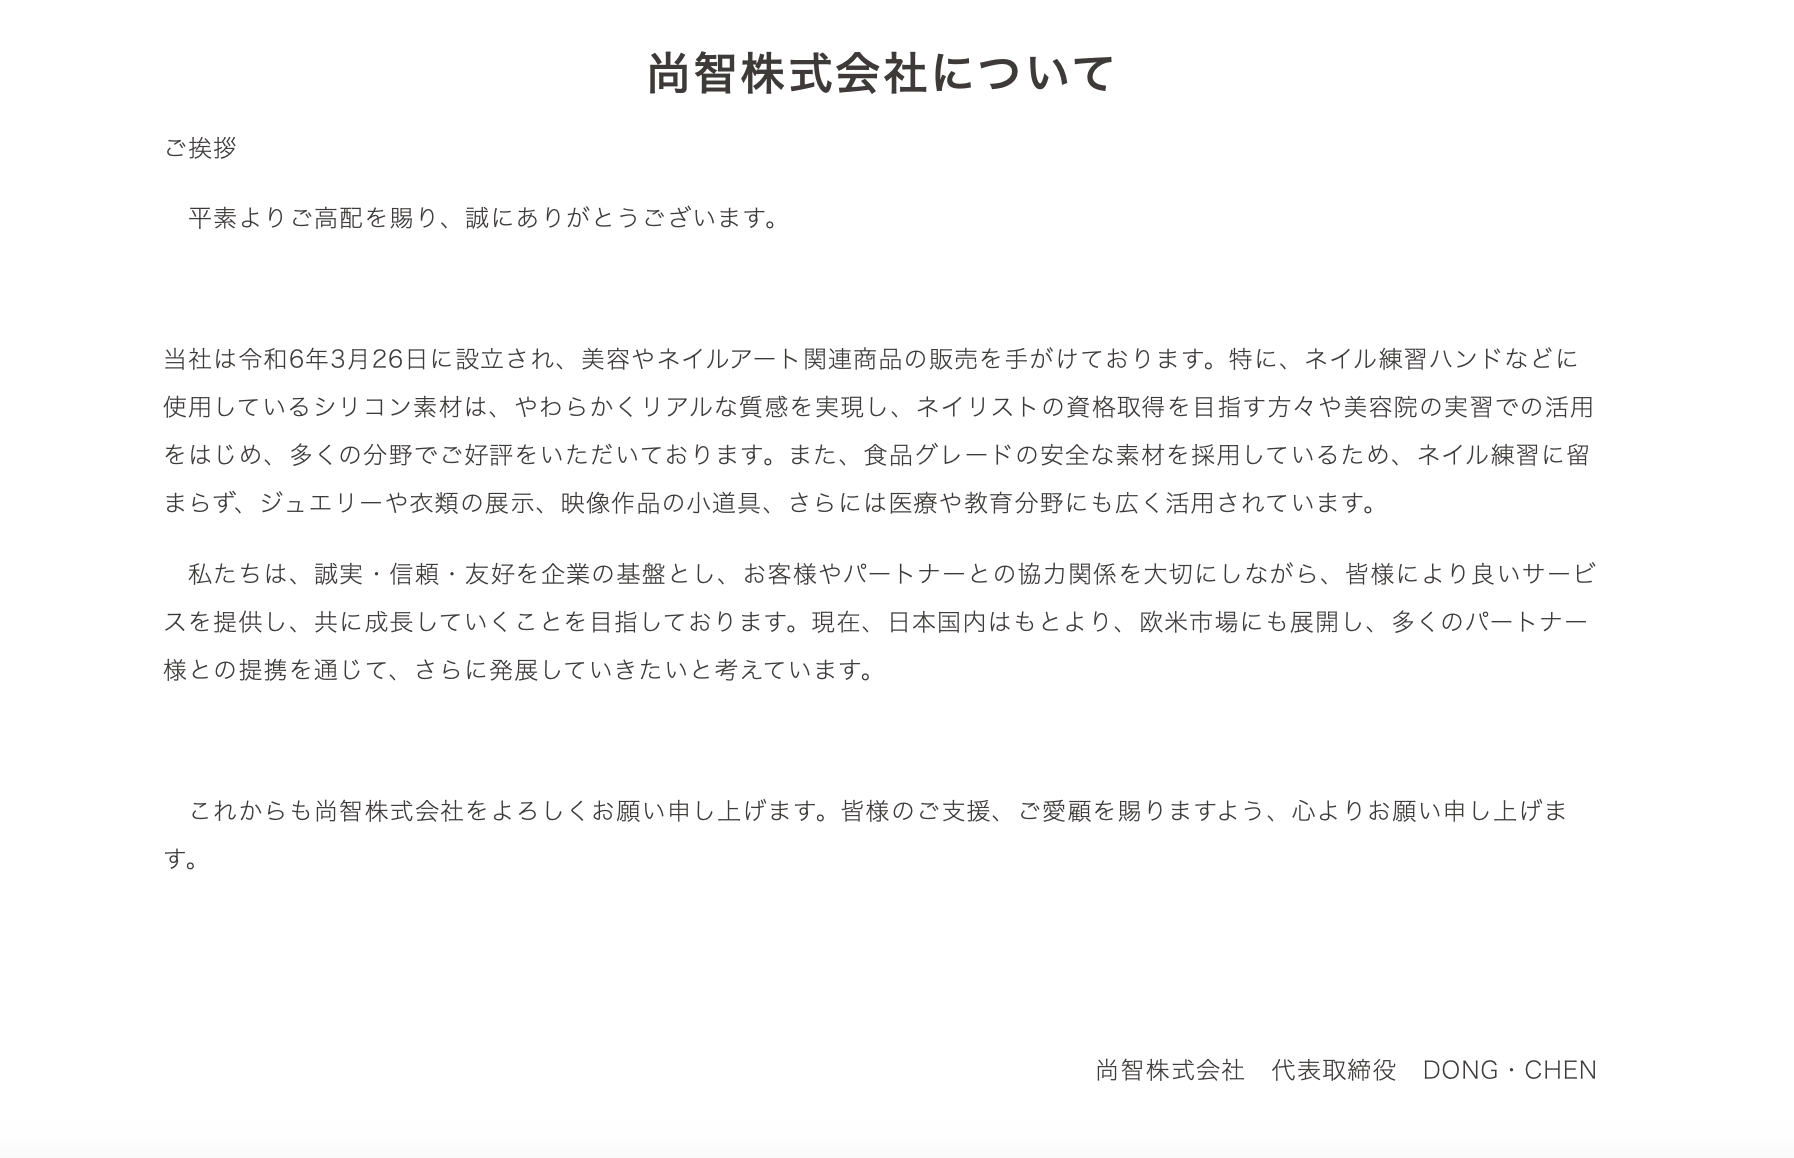 尚智株式会社について
ご挨拶
　平素よりご高配を賜り、誠にありがとうございます。
当社は令和6年3月26日に設立され、美容やネイルアート関連商品の販売を手がけております。特に、ネイル練習ハンドなどに
使用しているシリコン素材は、やわらかくリアルな質感を実現し、ネイリストの資格取得を目指す方々や美容院の実習での活用
をはじめ、多くの分野でご好評をいただいております。また、食品グレードの安全な素材を採用しているため、ネイル練習に留
まらず、ジュエリーや衣類の展示、映像作品の小道具、さらには医療や教育分野にも広く活用されています。
　私たちは、誠実・信頼・友好を企業の基盤とし、お客様やパートナーとの協力関係を大切にしながら、皆様により良いサービ
スを提供し、共に成長していくことを目指しております。現在、日本国内はもとより、欧米市場にも展開し、多くのパートナー
様との提携を通じて、さらに発展していきたいと考えています。
　これからも尚智株式会社をよろしくお願い申し上げます。皆様のご支援、ご愛顧を賜りますよう、心よりお願い申し上げま
す。
尚智株式会社　代表取締役　DONG・CHEN